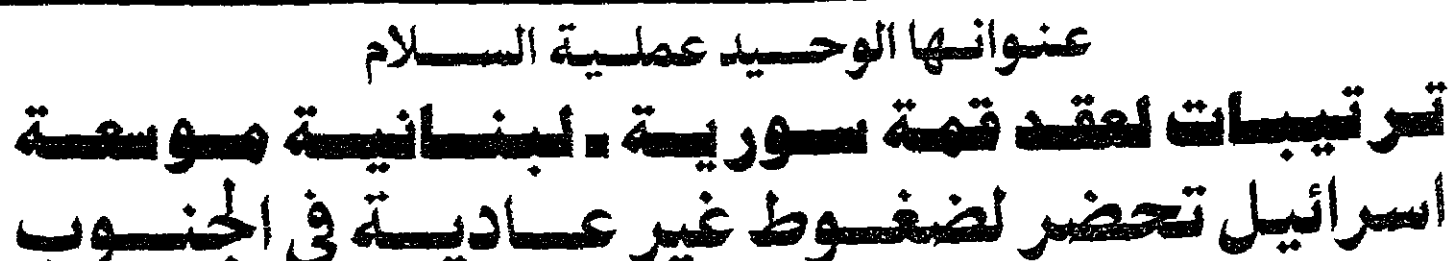 عنوانها الوحيد عملية السلام
ترتيبات لعقد قمة سورية ـ لبنانية موسعة
اسرائيل تحضر لضغوط غير عادية في الجنوب